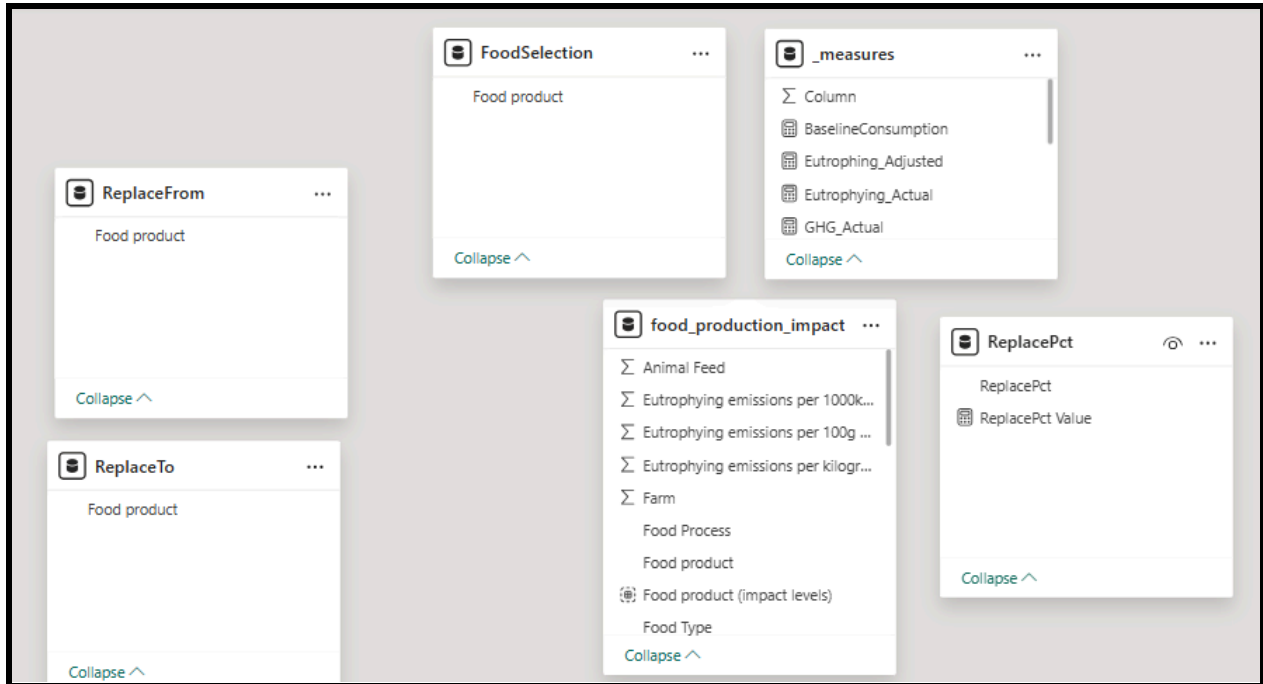 FoodSelection
Food product
Collapse
_measures
Column
BaselineConsumption
Eutrophing_Adjusted
Eutrophying_Actual
GHG_Actual
Collapse
ReplaceFrom
Food product
Collapse
ReplaceTo
Food product
Collapse
food_production_impact
Animal Feed
Eutrophying emissions per 1000k...
Eutrophying emissions per 100g ...
Eutrophying emissions per kilogr...
Farm
Food Process
Food product
Food product (impact levels)
Food Type
Collapse
ReplacePct
ReplacePct
ReplacePct Value
Collapse